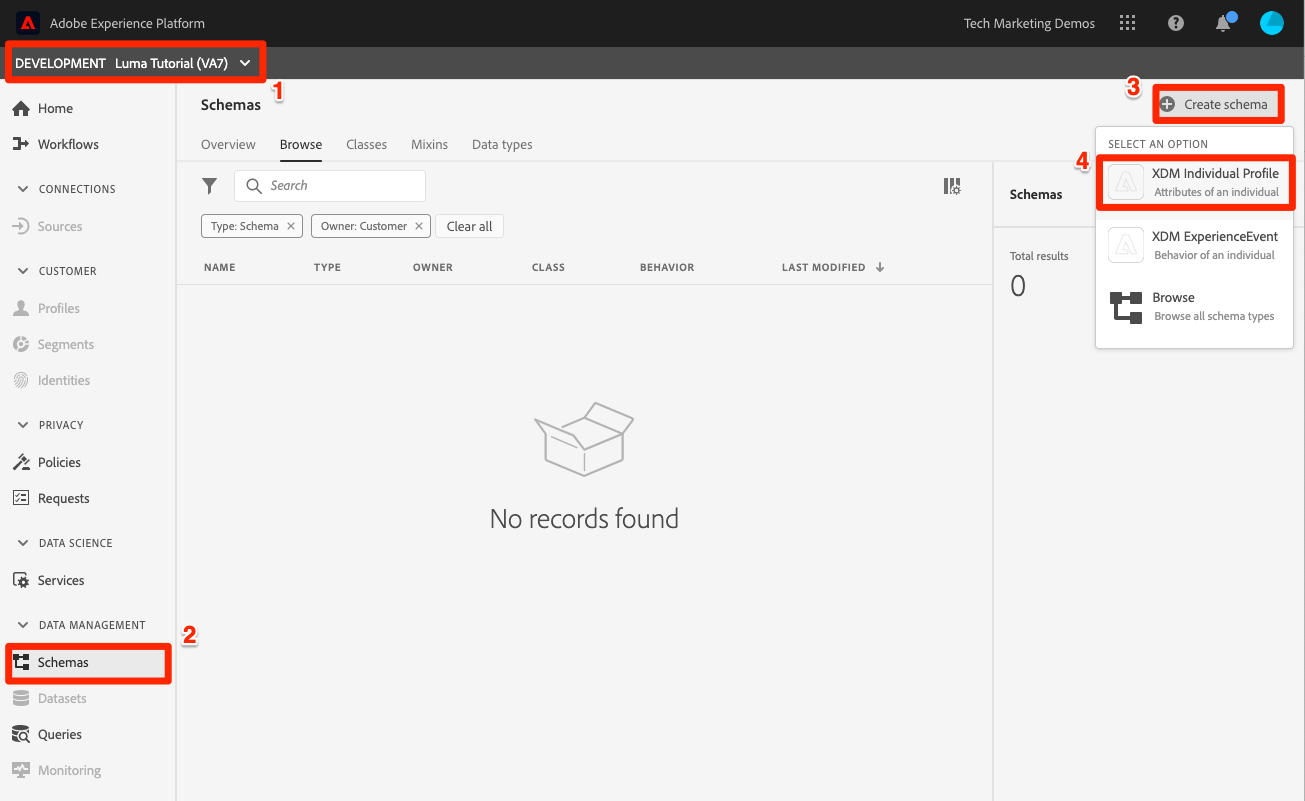 Adobe Experience Platform
Tech Marketing Demos
DEVELOPMENT Luma Tutorial (VA7)
1
Home
Workflows
CONNECTIONS
Sources
CUSTOMER
Profiles
Segments
Identities
PRIVACY
Policies
Requests
DATA SCIENCE
Services
DATA MANAGEMENT
2
Schemas
Datasets
Queries
Monitoring
Schemas
3
Create schema
Overview Browse Classes Mixins Data types
Search
Type: Schema Owner: Customer Clear all
NAME TYPE OWNER CLASS BEHAVIOR LAST MODIFIED
No records found
Schemas
Total results
0
SELECT AN OPTION
4
XDM Individual Profile
Attributes of an individual
XDM ExperienceEvent
Behavior of an individual
Browse
Browse all schema types